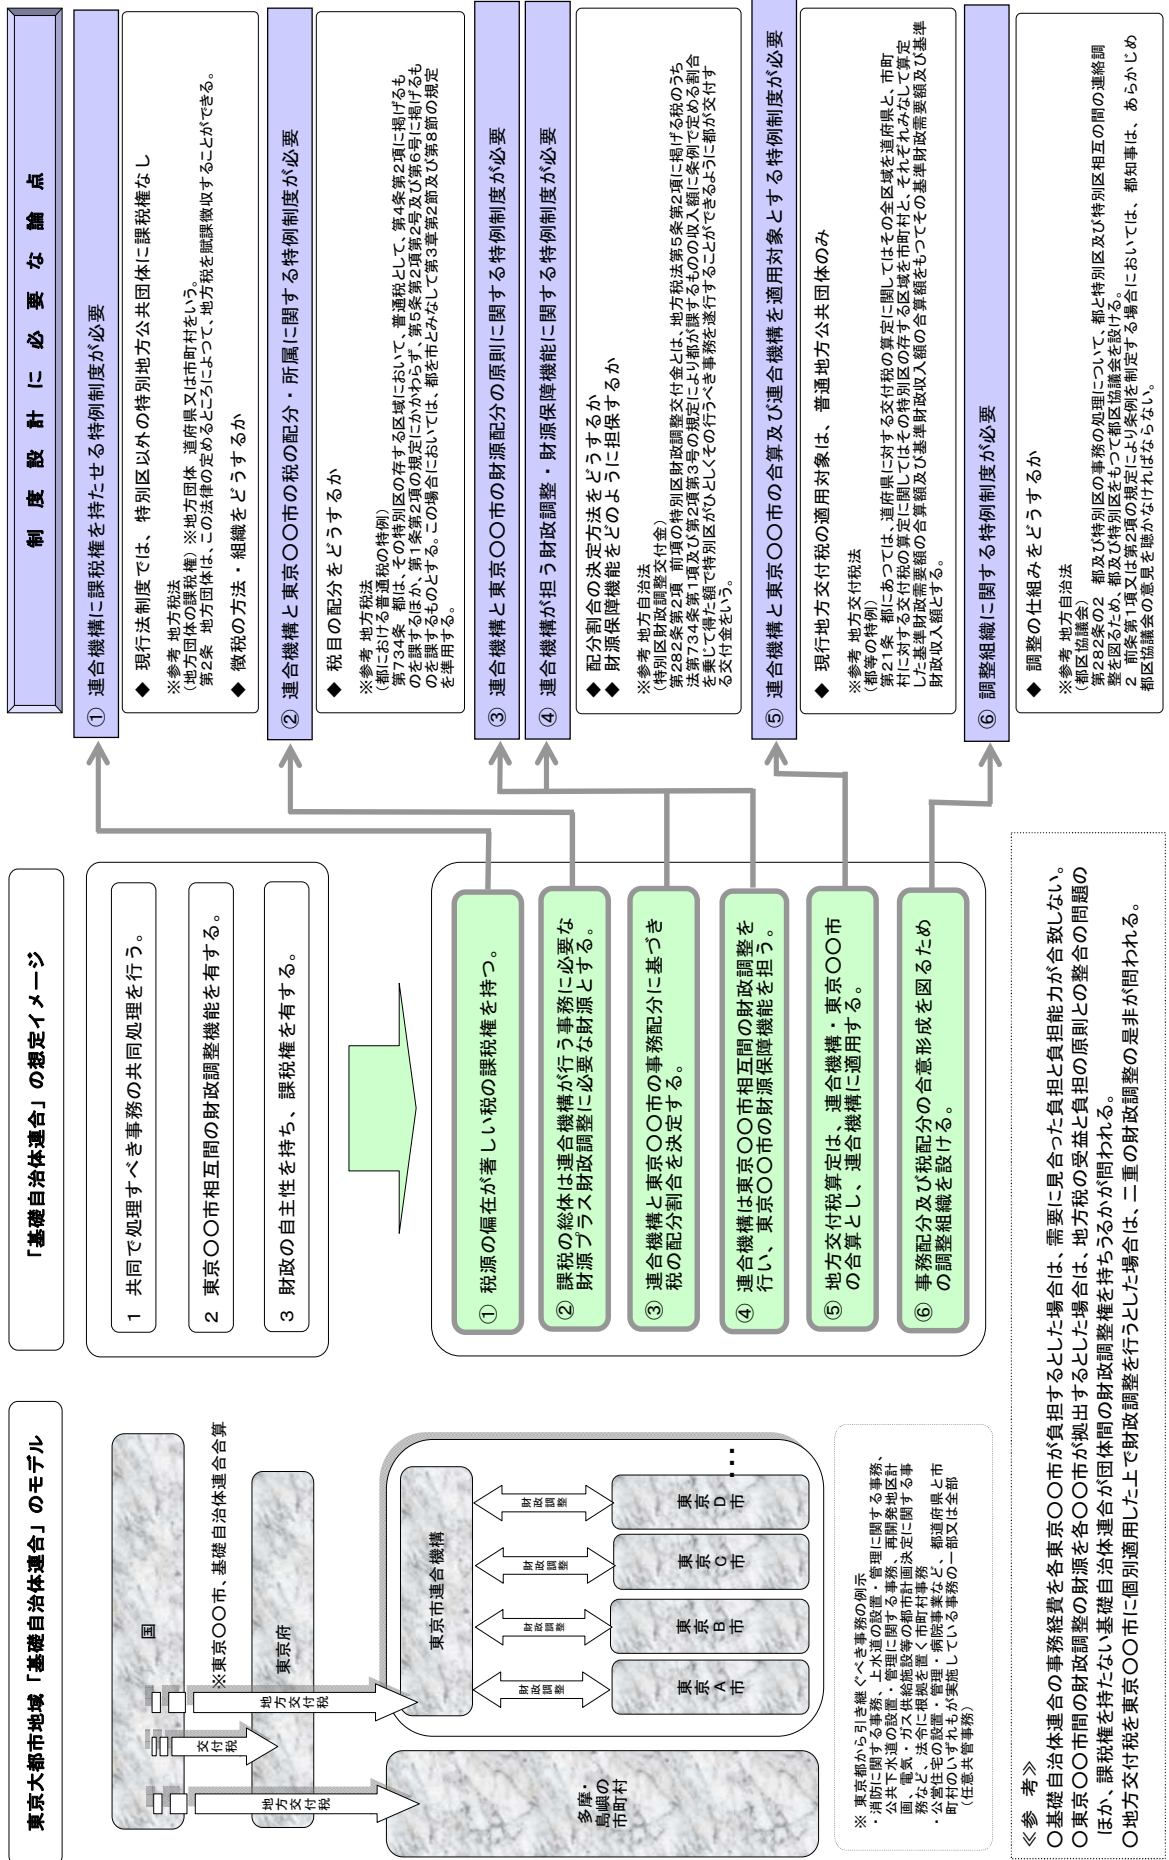 東京大都市地域「基礎自治体連合」のモデル
国
※東京〇〇市、基礎自治体連合合算
東京府
地方交付税
交付税
地方交付税
東京市連合機構
財政調整
財政調整
財政調整
財政調整
東京A市
東京B市
東京C市
東京D市
…
多摩・
島嶼の
市町村
※ 東京都から引き継ぐべき事務の例示
・消防に関する事務、上水道の設置・管理に関する事務、
公共下水道の設置・管理に関する事務、再開発地区計
画、電気・ガス供給施設等の都市計画決定に関する事
務など、法令に根拠を置く市町村事務
・公営住宅の設置・管理・病院事業など、都道府県と市
町村のいずれもが実施している事務の一部又は全部
(任意共管事務)
「基礎自治体連合」の想定イメージ
1 共同で処理すべき事務の共同処理を行う。
2 東京〇〇市相互間の財政調整機能を有する。
3 財政の自主性を持ち、課税権を有する。
① 税源の偏在が著しい税の課税権を持つ。
② 課税の総体は連合機構が行う事務に必要な
財源プラス財政調整に必要な財源とする。
③ 連合機構と東京〇〇市の事務配分に基づき
税の配分割合を決定する。
④ 連合機構は東京〇〇市相互間の財政調整を
行い、東京〇〇市の財源保障機能を担う。
⑤ 地方交付税算定は、連合機構・東京〇〇市
の合算とし、連合機構に適用する。
⑥ 事務配分及び税配分の合意形成を図るため
の調整組織を設ける。
制度設計に必要な論点
① 連合機構に課税権を持たせる特例制度が必要
◆ 現行法制度では、特別区以外の特別地方公共団体に課税権なし
※参考 地方税法
(地方団体の課税権) ※地方団体 道府県又は市町村をいう。
第2条 地方団体は、この法律の定めるところによつて、地方税を賦課徴収することができる。
◆ 徴税の方法・組織をどうするか
② 連合機構と東京〇〇市の税の配分・所属に関する特例制度が必要
◆ 税目の配分をどうするか
※参考 地方税法
(都における普通税の特例)
第734条 都は、その特別区の存する区域において、普通税として、第4条第2項に掲げるも
のを課するほか、第1条第2項の規定にかかわらず、第5条第2項第2号及び第6号に掲げるも
のを課するものとする。この場合においては、都を市とみなして第3章第2節及び第8節の規定
を準用する。
③ 連合機構と東京〇〇市の財源配分の原則に関する特例制度が必要
④ 連合機構が担う財政調整・財源保障機能に関する特例制度が必要
◆ 配分割合の決定方法をどうするか
◆ 財源保障機能をどのように担保するか
※参考 地方自治法
(特別区財政調整交付金)
第282条第2項 前項の特別区財政調整交付金とは、地方税法第5条第2項に掲げる税のうち
法第734条第1項及び第2項第3号の規定により都が課するものの収入額に条例で定める割合
を乗じて得た額で特別区がひとしくその行うべき事務を遂行することができるように都が交付す
る交付金をいう。
⑤ 連合機構と東京〇〇市の合算及び連合機構を適用対象とする特例制度が必要
◆ 現行地方交付税の適用対象は、普通地方公共団体のみ
※参考 地方交付税法
(都等の特例)
第21条 都にあつては、道府県に対する交付税の算定に関してはその全区域を道府県と、市町
村に対する交付税の算定に関してはその特別区の存する区域を市町村と、それぞれみなして算定
した基準財政需要額の合算額及び基準財政収入額の合算額をもつてその基準財政需要額及び基準
財政収入額とする。
⑥ 調整組織に関する特例制度が必要
◆ 調整の仕組みをどうするか
※参考 地方自治法
(都区協議会)
第282条の2 都及び特別区の事務の処理について、都と特別区及び特別区相互の間の連絡調
整を図るため、都及び特別区をもつて都区協議会を設ける。
2 前条第1項又は第2項の規定により条例を制定する場合においては、都知事は、あらかじめ
都区協議会の意見を聴かなければならない。
≪参 考≫
〇基礎自治体連合の事務経費を各東京〇〇市が負担するとした場合は、需要に見合った負担と負担能力が合致しない。
〇東京〇〇市間の財政調整の財源を各〇〇市が拠出するとした場合は、地方税の受益と負担の原則との整合の問題の
ほか、課税権を持たない基礎自治体連合が団体間の財政調整権を持ちうるかが問われる。
〇地方交付税を東京〇〇市に個別適用した上で財政調整を行うとした場合は、二重の財政調整の是非が問われる。